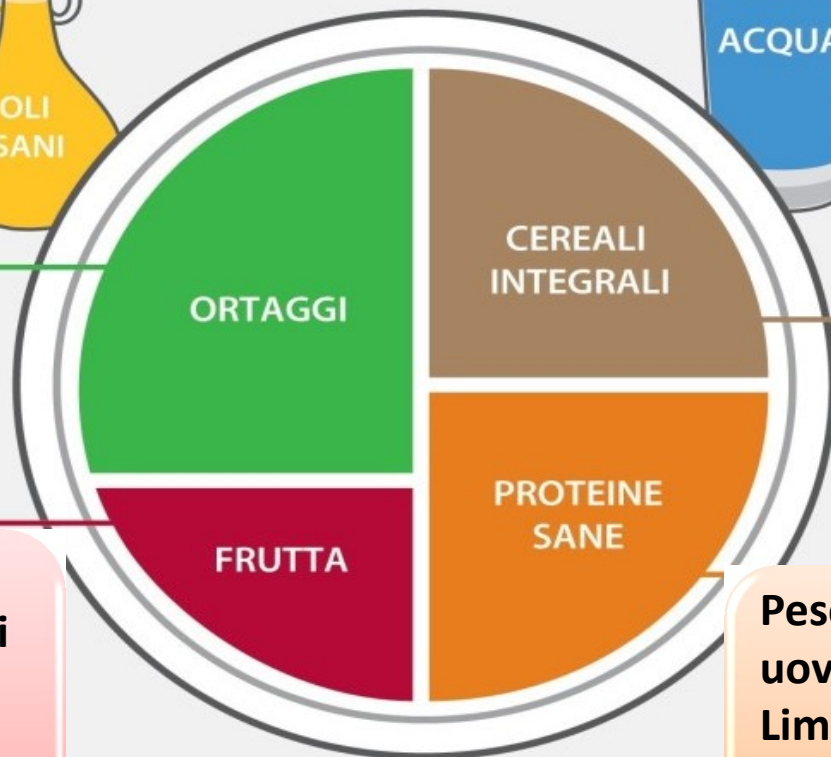 OLI
SANI
ACQUA
ORTAGGI
CEREALI
INTEGRALI
FRUTTA
PROTEINE
SANE